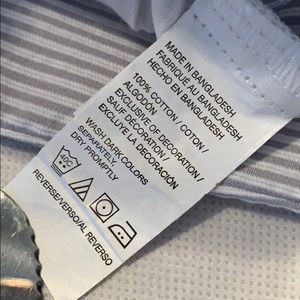 MADE IN BANGLADESH
FABRIQUÉ AU BANGLADESH
HECHO EN BANGLADESH
100% COTTON / COTON /
ALGODON
EXCLUSIVE OF DECORATION /
SAUF DÉCORATION /
EXCLUYE LA DECORACIÓN
WASH DARK COLORS
SEPARATELY.
DRY PROMPTLY
40°
REVERSE/VERSO/AL REVERSO